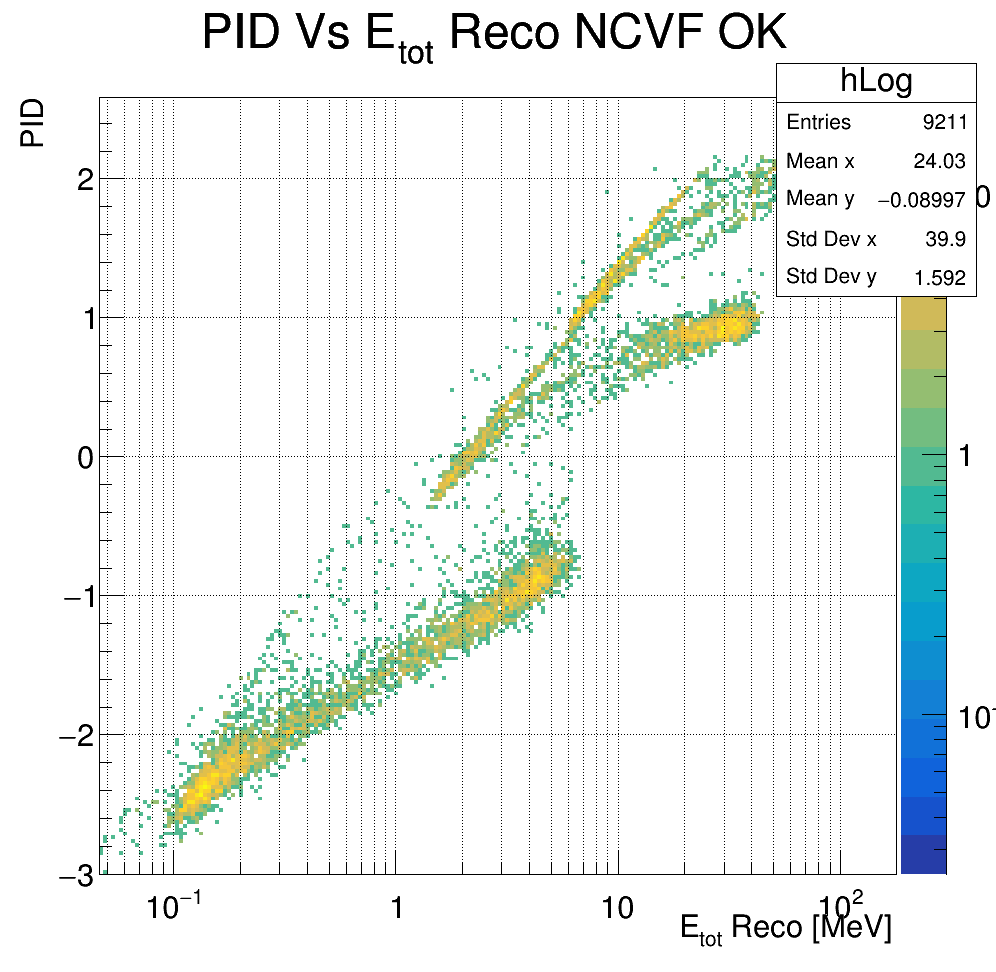 PID Vs E_tot Reco NCVF OK
hLog
Entries 9211
Mean x 24.03
Mean y −0.08997
Std Dev x 39.9
Std Dev y 1.592
PID
2
1
0
−1
−2
−3
10⁻¹
1
10
10²
E_tot Reco [MeV]
0
1
10⁻